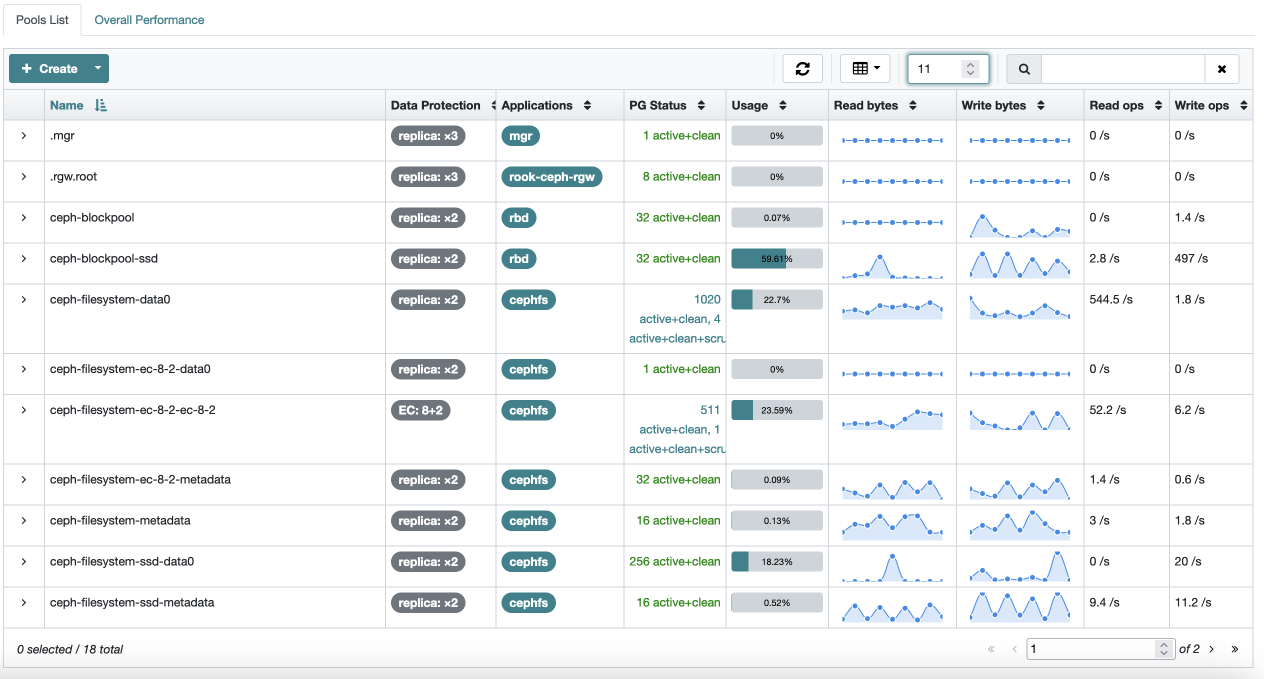 Pools List Overall Performance
Create 11
Name Data Protection Applications PG Status Usage Read bytes Write bytes Read ops Write ops
.mgr replica: ×3 mgr 1 active+clean 0% 0 /s 0 /s
.rgw.root replica: ×3 rook-ceph-rgw 8 active+clean 0% 0 /s 0 /s
ceph-blockpool replica: ×2 rbd 32 active+clean 0.07% 0 /s 1.4 /s
ceph-blockpool-ssd replica: ×2 rbd 32 active+clean 59.61% 2.8 /s 497 /s
ceph-filesystem-data0 replica: ×2 cephfs 1020 22.7% 544.5 /s 1.8 /s
active+clean, 4
active+clean+scru
ceph-filesystem-ec-8-2-data0 replica: ×2 cephfs 1 active+clean 0% 0 /s 0 /s
ceph-filesystem-ec-8-2-ec-8-2 EC: 8+2 cephfs 511 23.59% 52.2 /s 6.2 /s
active+clean, 1
active+clean+scru
ceph-filesystem-ec-8-2-metadata replica: ×2 cephfs 32 active+clean 0.09% 1.4 /s 0.6 /s
ceph-filesystem-metadata replica: ×2 cephfs 16 active+clean 0.13% 3 /s 1.8 /s
ceph-filesystem-ssd-data0 replica: ×2 cephfs 256 active+clean 18.23% 0 /s 20 /s
ceph-filesystem-ssd-metadata replica: ×2 cephfs 16 active+clean 0.52% 9.4 /s 11.2 /s
0 selected / 18 total « ‹ 1 of 2 › »